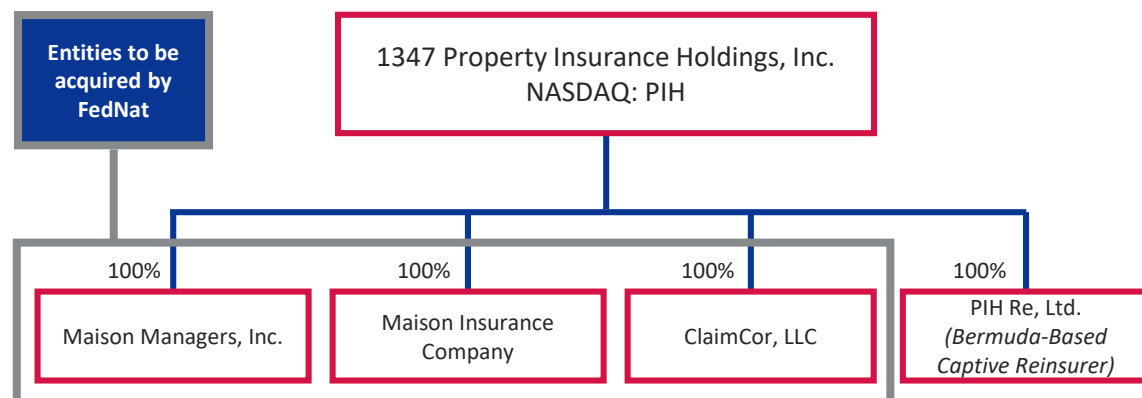 Entities to be
acquired by
FedNat
1347 Property Insurance Holdings, Inc.
NASDAQ: PIH
100%
100%
100%
100%
Maison Managers, Inc.
Maison Insurance
Company
ClaimCor, LLC
PIH Re, Ltd.
(Bermuda-Based
Captive Reinsurer)